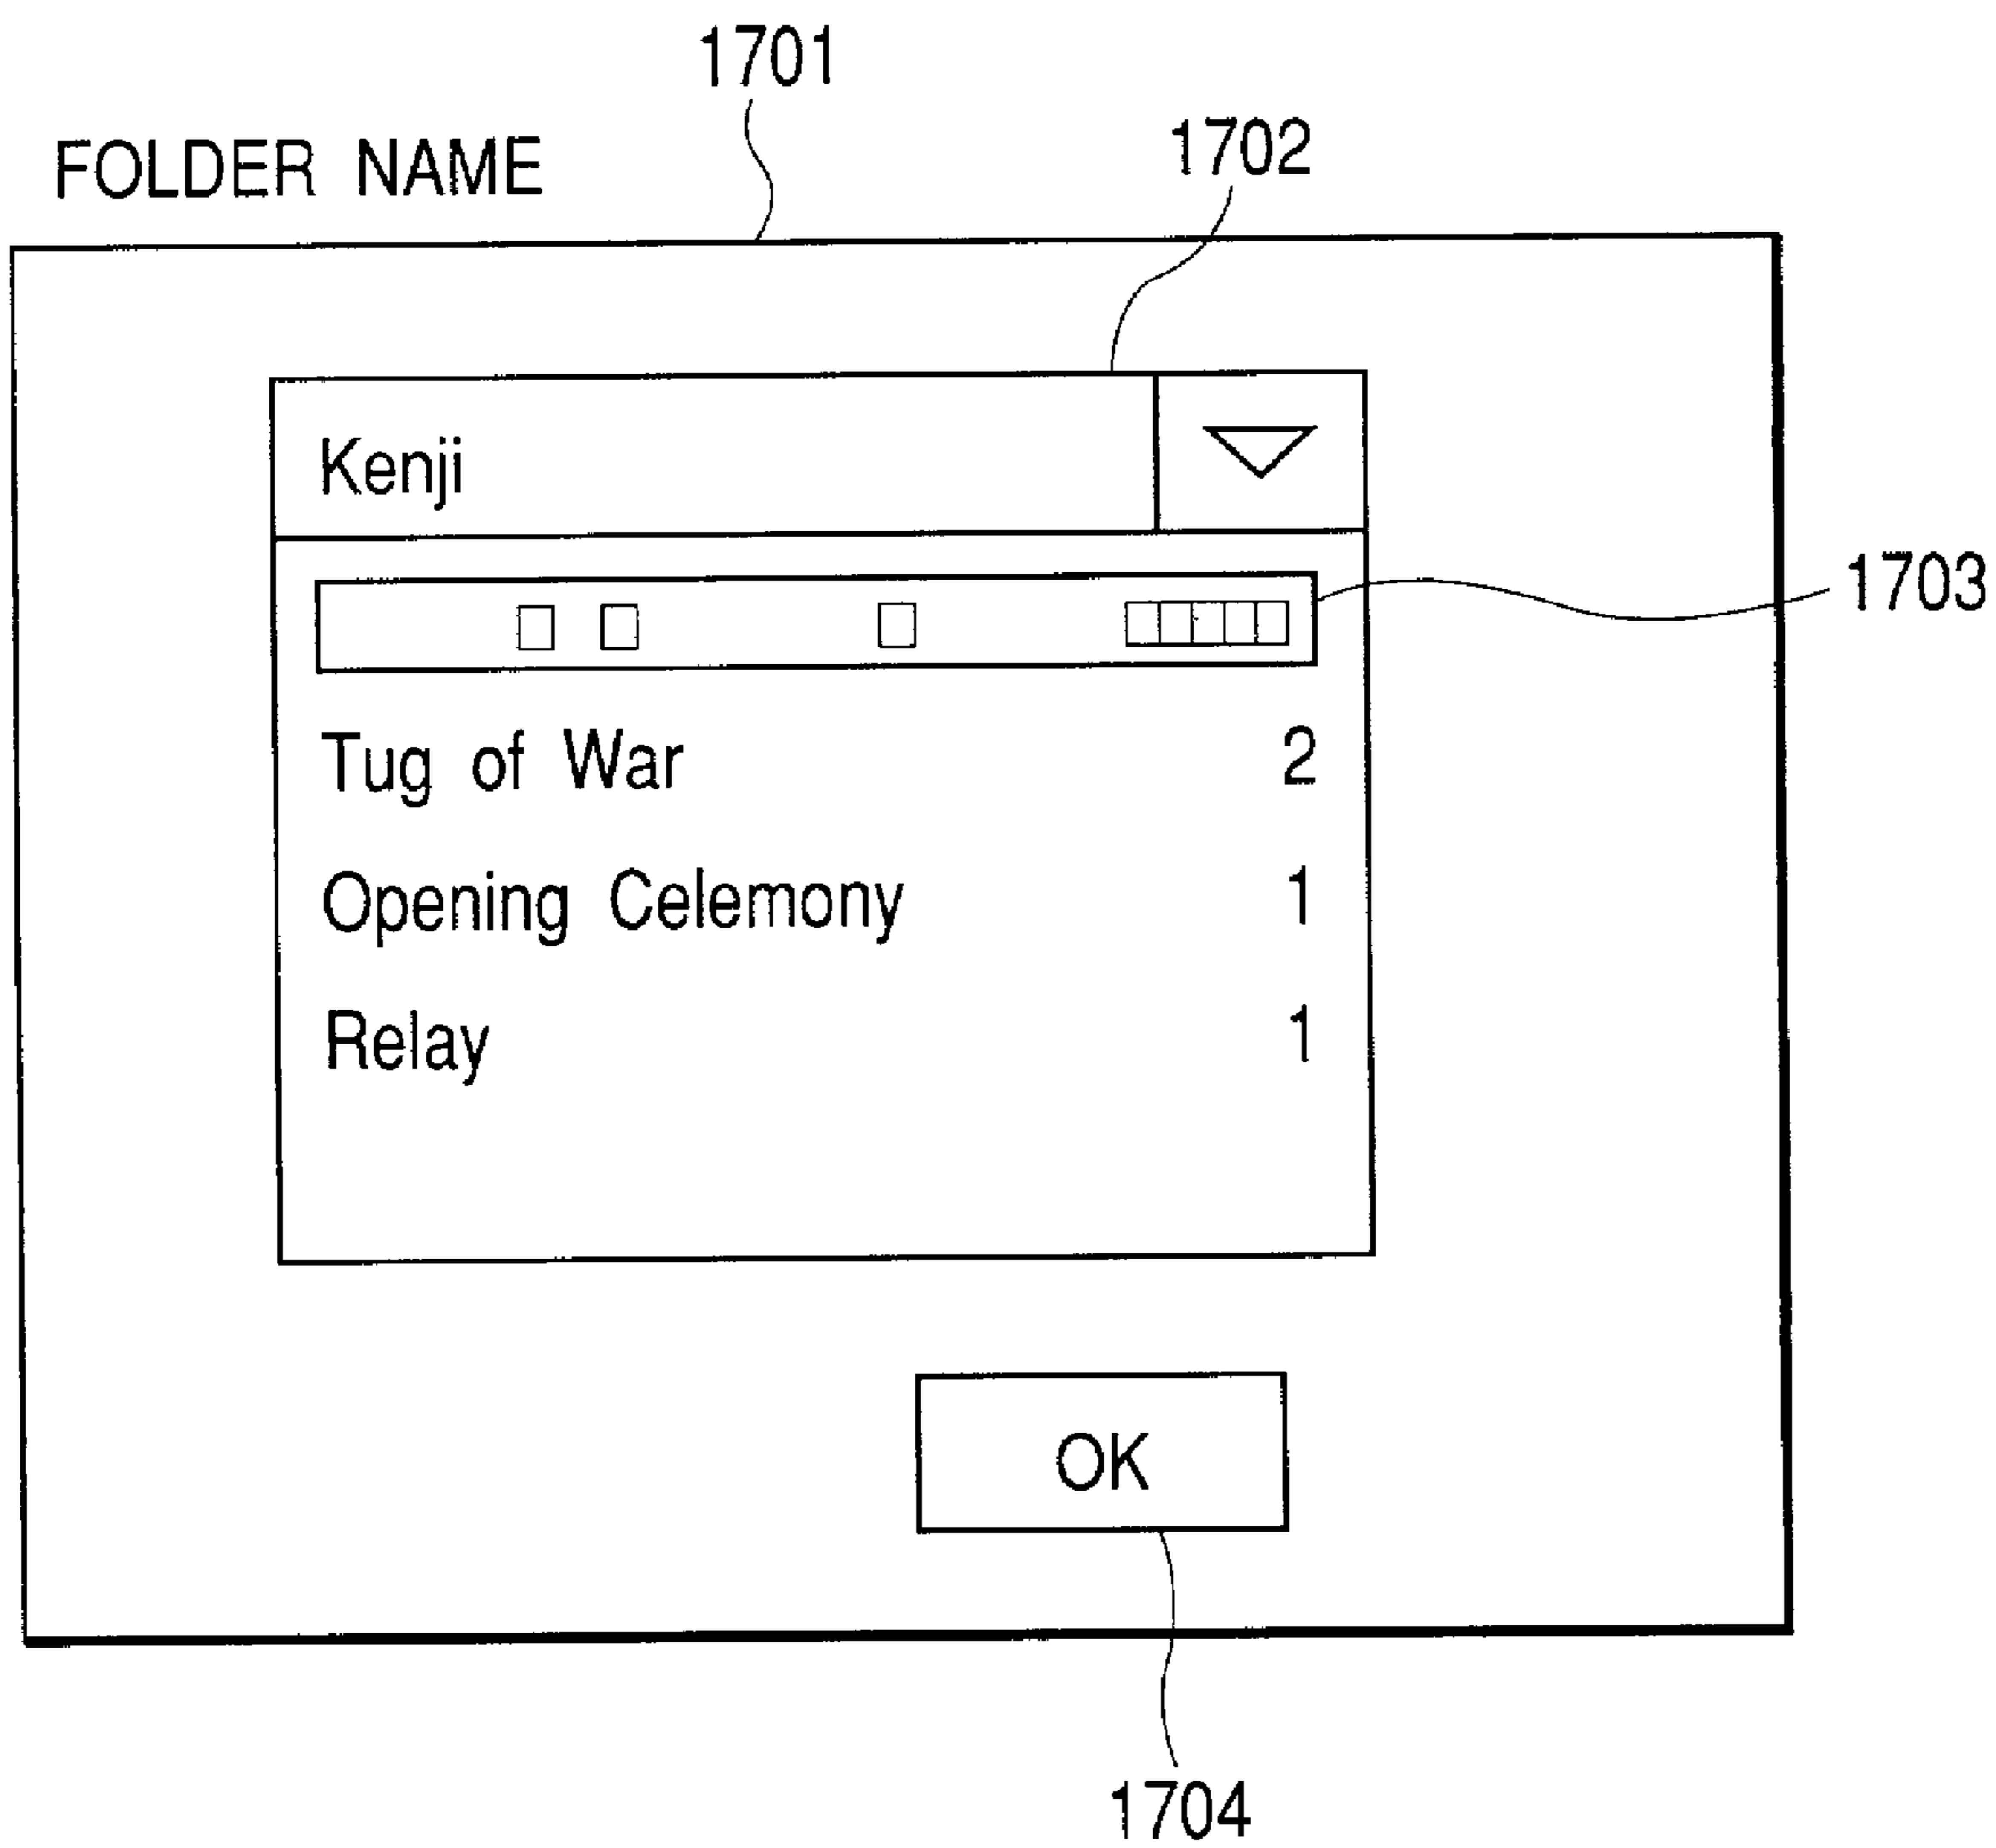 1701
1702
FOLDER NAME
Kenji
1703
Tug of War 2
Opening Celemony 1
Relay 1
OK
1704